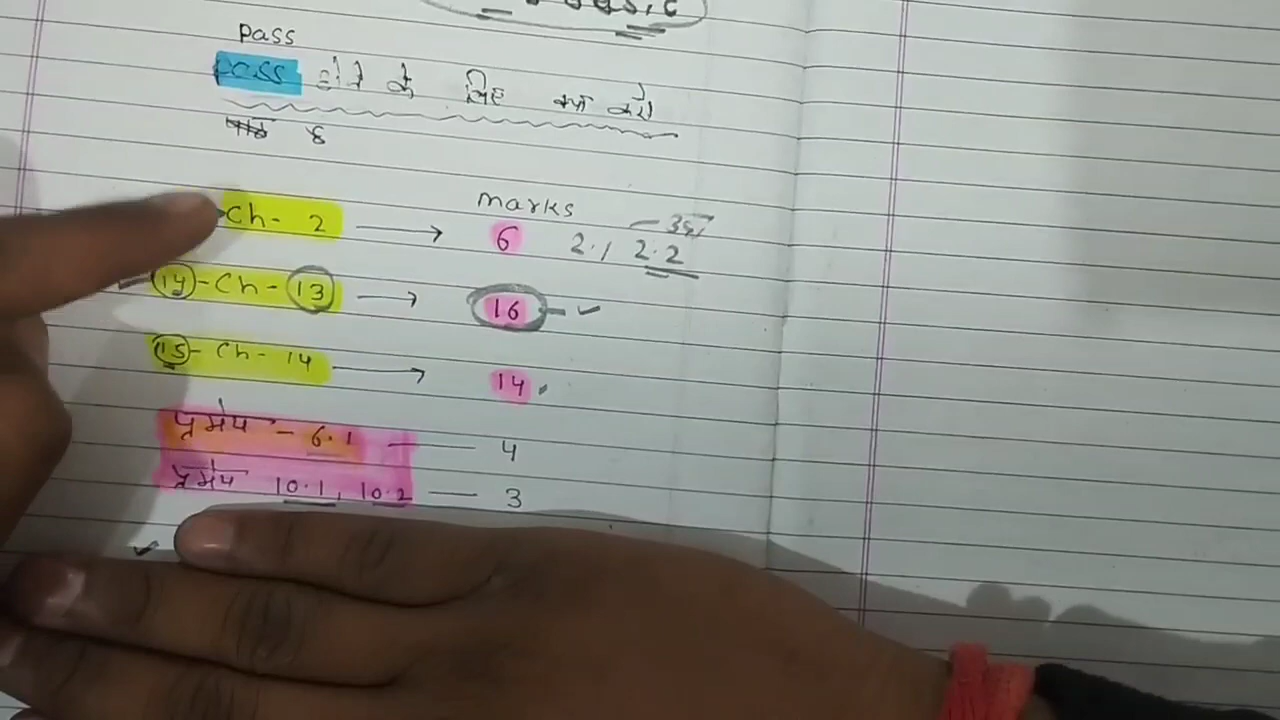 Pass
Pass होने के लिए क्या करे
marks
Ch- 2 → 6 2.1 2.2
14-Ch-13 → 16
15-Ch-14 → 14
प्रमेय - 6.1 — 4
प्रमेय 10.1, 10.2 — 3